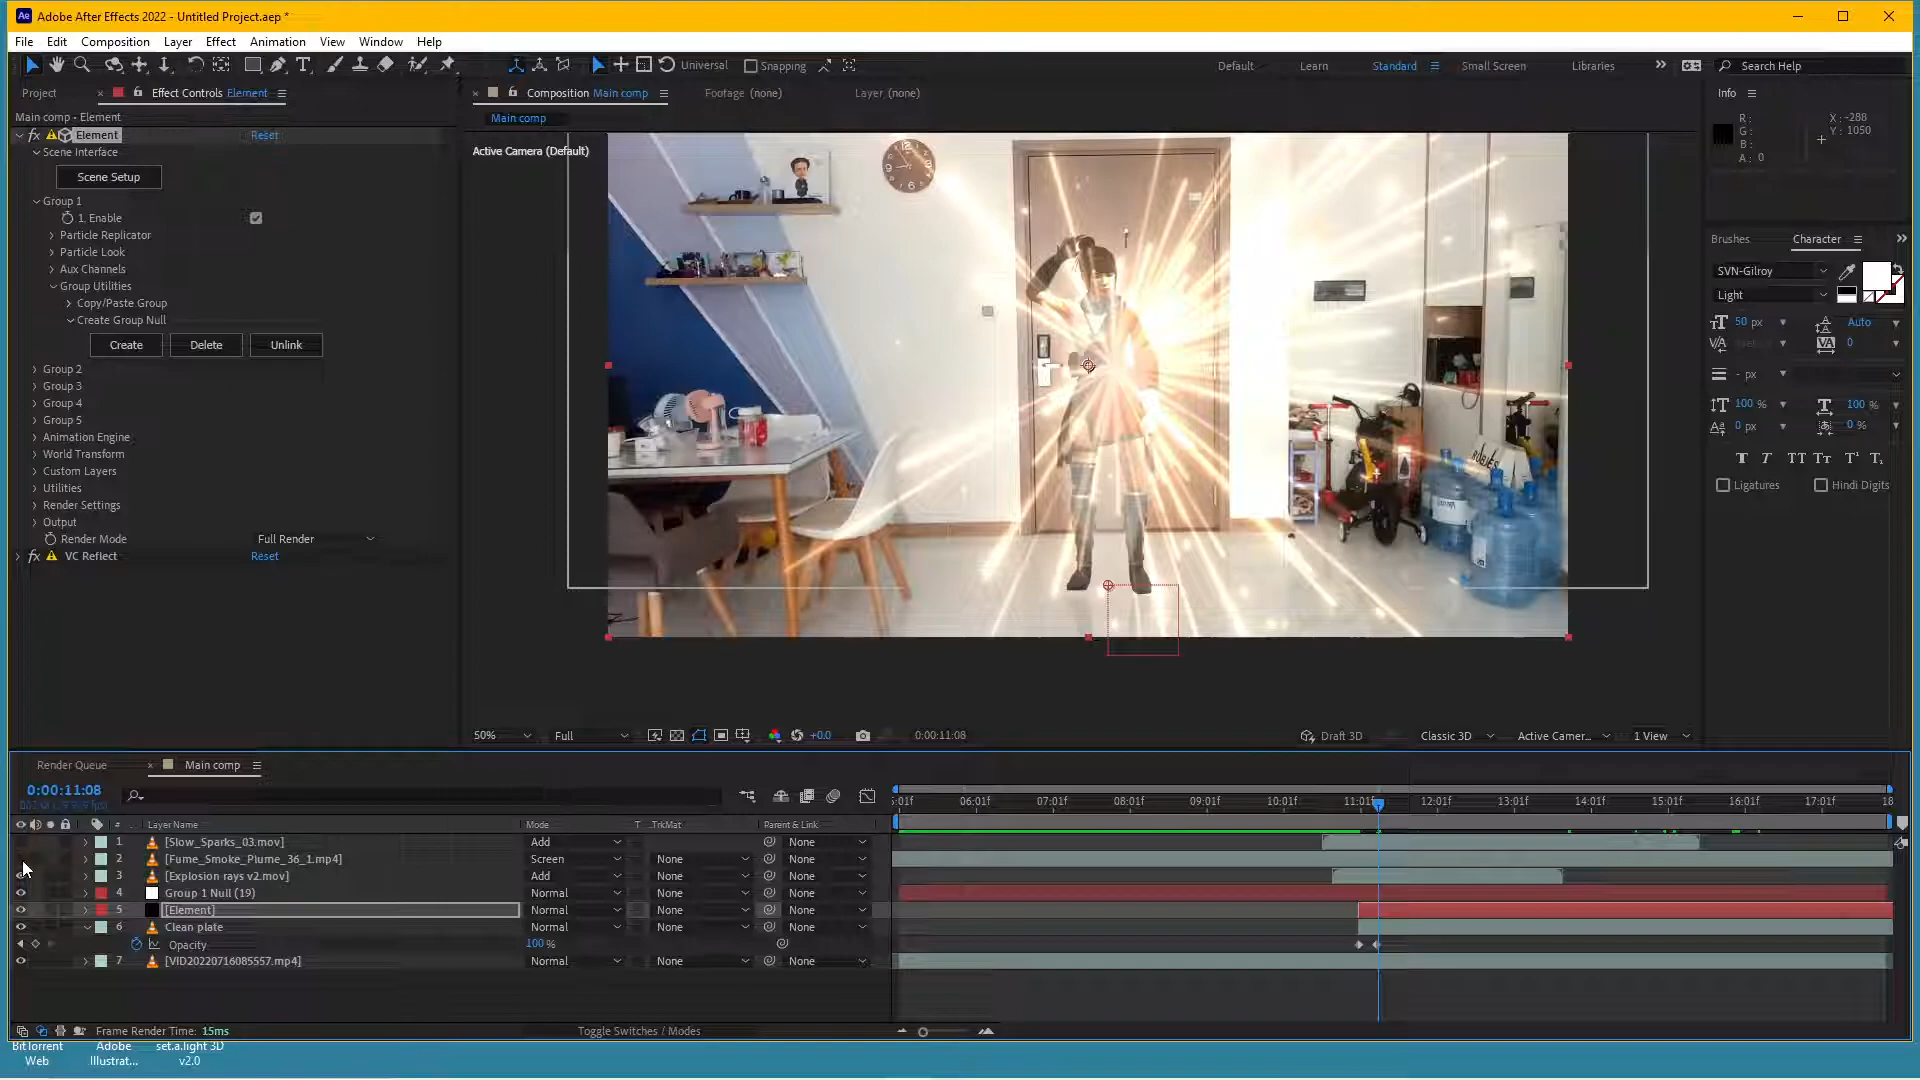 Adobe After Effects 2022 - Untitled Project.aep *
File Edit Composition Layer Effect Animation View Window Help
Universal Snapping Default Learn Standard Small Screen Libraries Search Help
Project Effect Controls Element Composition Main comp Footage (none) Layer (none) Info
Main comp - Element
Main comp
Element Reset
Active Camera (Default)
R: X: -288
G: Y: 1050
B:
A: 0
Scene Interface
Scene Setup
Group 1
1. Enable
Particle Replicator
Particle Look
Aux Channels
Group Utilities
Copy/Paste Group
Create Group Null
Create Delete Unlink
Group 2
Group 3
Group 4
Group 5
Animation Engine
World Transform
Custom Layers
Utilities
Render Settings
Output
Render Mode Full Render
VC Reflect Reset
Brushes Character
SVN-Gilroy
Light
50 px Auto
0
- px
100 % 100 %
0 px 0 %
Ligatures Hindi Digits
50% Full +0.0 0:00:11:08 Draft 3D Classic 3D Active Camer... 1 View
Render Queue Main comp
0:00:11:08
# Layer Name Mode T .TrkMat Parent & Link
:01f 06:01f 07:01f 08:01f 09:01f 10:01f 11:01f 12:01f 13:01f 14:01f 15:01f 16:01f 17:01f 18
1 [Slow_Sparks_03.mov] Add None
2 [Fume_Smoke_Plume_36_1.mp4] Screen None None
3 [Explosion rays v2.mov] Add None None
4 Group 1 Null (19) Normal None None
5 [Element] Normal None None
6 Clean plate Normal None None
Opacity 100 %
7 [VID20220716085557.mp4] Normal None None
Frame Render Time: 15ms Toggle Switches / Modes
BitTorrent Web
Adobe Illustrat...
set.a.light 3D v2.0